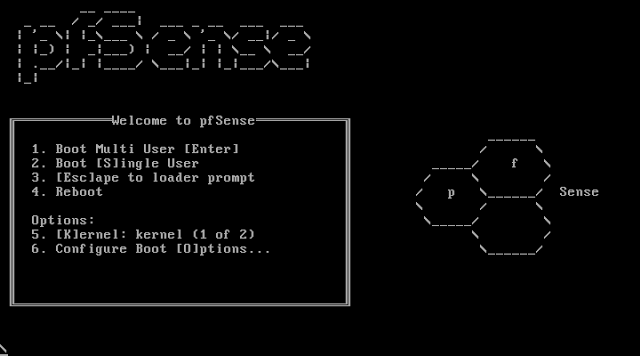 pfSense
Welcome to pfSense
1. Boot Multi User [Enter]
2. Boot [S]ingle User
3. [Esc]ape to loader prompt
4. Reboot
Options:
5. [K]ernel: kernel (1 of 2)
6. Configure Boot [O]ptions...
f
p
Sense